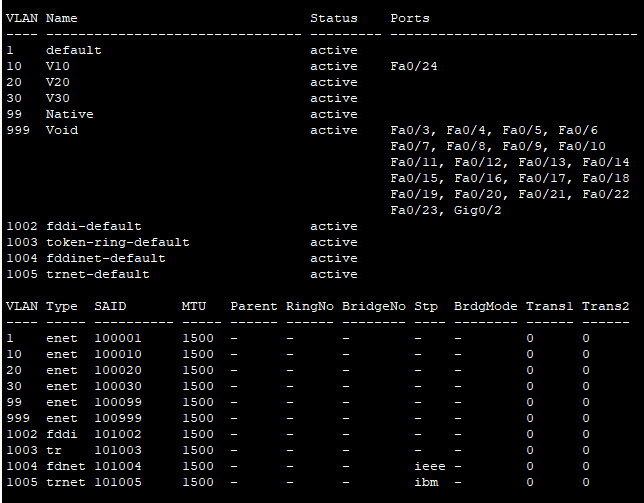 VLAN Name                             Status    Ports
---- -------------------------------- --------- -------------------------------
1    default                          active
10   V10                              active    Fa0/24
20   V20                              active
30   V30                              active
99   Native                           active
999  Void                             active    Fa0/3, Fa0/4, Fa0/5, Fa0/6
                                                Fa0/7, Fa0/8, Fa0/9, Fa0/10
                                                Fa0/11, Fa0/12, Fa0/13, Fa0/14
                                                Fa0/15, Fa0/16, Fa0/17, Fa0/18
                                                Fa0/19, Fa0/20, Fa0/21, Fa0/22
                                                Fa0/23, Gig0/2
1002 fddi-default                     active
1003 token-ring-default               active
1004 fddinet-default                  active
1005 trnet-default                    active

VLAN Type  SAID       MTU   Parent RingNo BridgeNo Stp  BrdgMode Trans1 Trans2
---- ----- ---------- ----- ------ ------ -------- ---- -------- ------ ------
1    enet  100001     1500  -      -      -        -    -        0      0
10   enet  100010     1500  -      -      -        -    -        0      0
20   enet  100020     1500  -      -      -        -    -        0      0
30   enet  100030     1500  -      -      -        -    -        0      0
99   enet  100099     1500  -      -      -        -    -        0      0
999  enet  100999     1500  -      -      -        -    -        0      0
1002 fddi  101002     1500  -      -      -        -    -        0      0
1003 tr    101003     1500  -      -      -        -    -        0      0
1004 fdnet 101004     1500  -      -      -        ieee -        0      0
1005 trnet 101005     1500  -      -      -        ibm  -        0      0